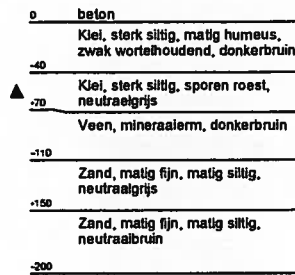 0 beton
Klei, sterk siltig, matig humeus,
zwak wortelhoudend, donkerbruin
-40
Klei, sterk siltig, sporen roest,
neutraalgrijs
-70
Veen, mineraalarm, donkerbruin
-110
Zand, matig fijn, matig siltig,
neutraalgrijs
-150
Zand, matig fijn, matig siltig,
neutraalbruin
-200